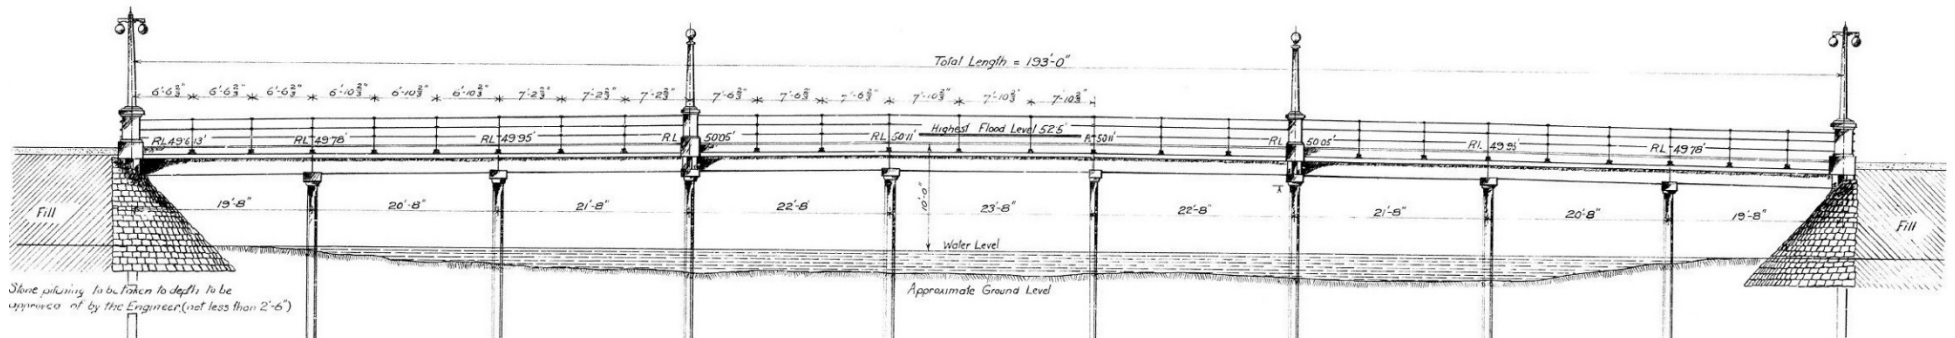 Total Length = 193'-0"
6'-6⅔" 6'-6⅔" 6'-6⅔" 6'-10⅔" 6'-10⅔" 6'-10⅔" 7'-2⅔" 7'-2⅔" 7'-2⅔" 7'-6⅔" 7'-6⅔" 7'-6⅔" 7'-10⅔" 7'-10⅔" 7'-10⅔"
Highest Flood Level 52.5
RL 49.78' RL 49.95' RL 50.05' RL 50.11' R 50.11' RL 50.05' RL 49.95' RL 49.78'
10'-0"
Fill 19'-8" 20'-8" 21'-8" 22'-8" 23'-8" 22'-8" 21'-8" 20'-8" 19'-8" Fill
Water Level
Approximate Ground Level
Stone pitching to be taken to depth to be
approved of by the Engineer, (not less than 2'-6")